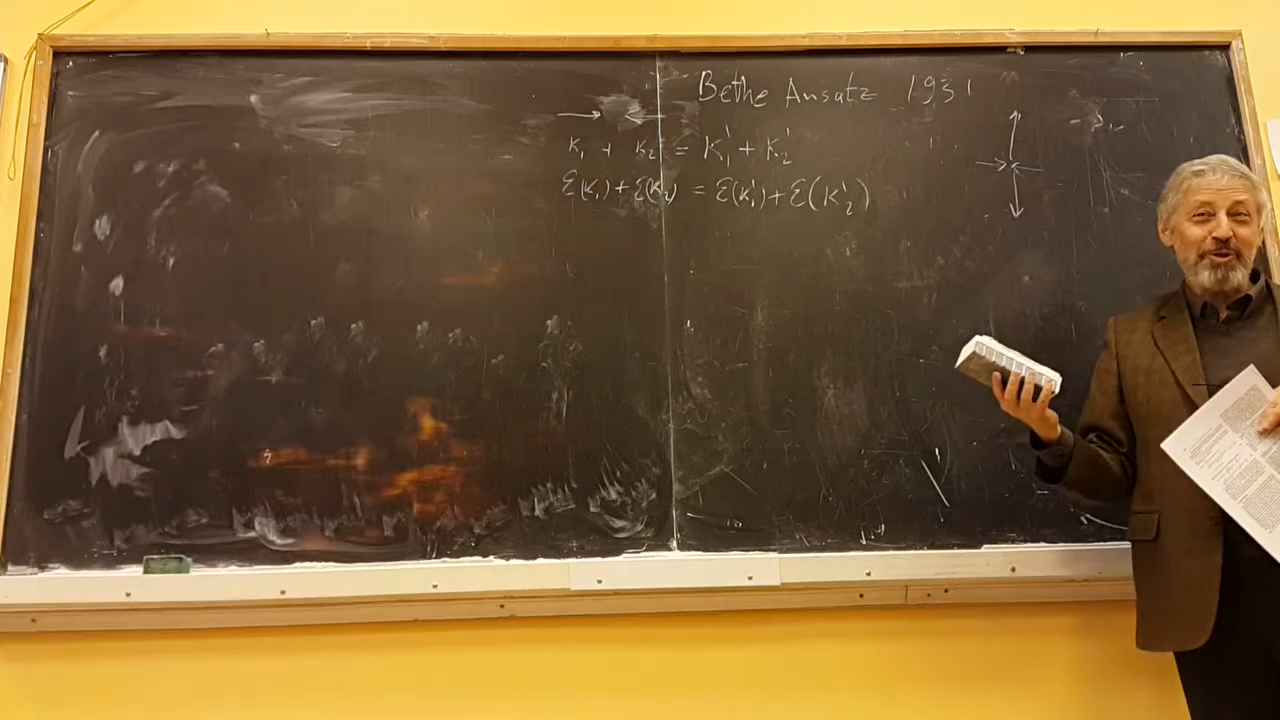 Bethe Ansatz 1931
K₁ + K₂ = K₁' + K₂'
ℰ(K₁) + ℰ(K₂) = ℰ(K₁') + ℰ(K₂')